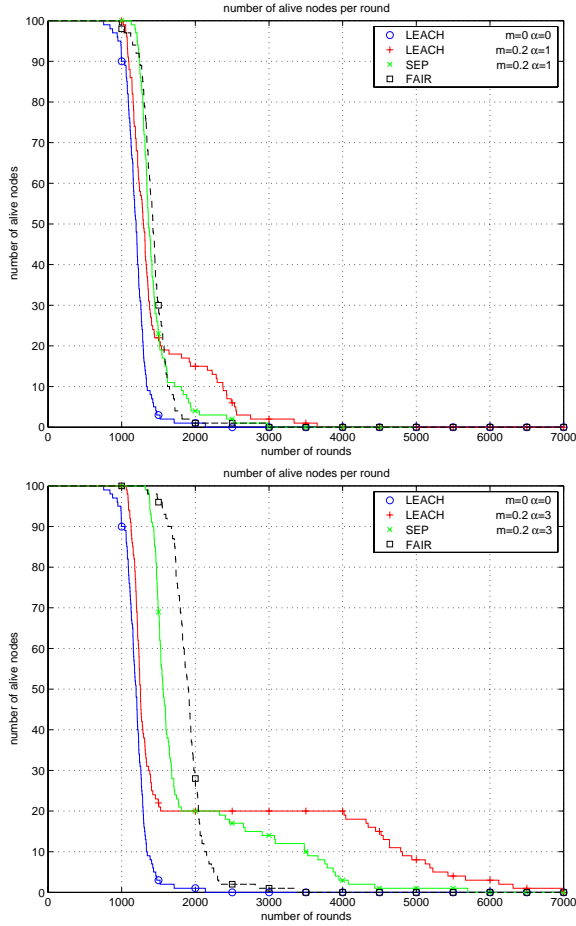 number of alive nodes per round
number of alive nodes
100
90
80
70
60
50
40
30
20
10
0
LEACH m=0 α=0
LEACH m=0.2 α=1
SEP m=0.2 α=1
FAIR
0 1000 2000 3000 4000 5000 6000 7000
number of rounds
number of alive nodes per round
number of alive nodes
100
90
80
70
60
50
40
30
20
10
0
LEACH m=0 α=0
LEACH m=0.2 α=3
SEP m=0.2 α=3
FAIR
0 1000 2000 3000 4000 5000 6000 7000
number of rounds